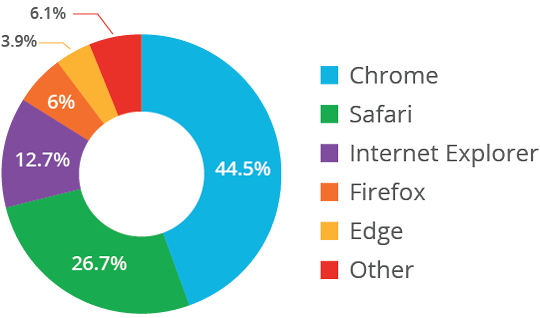 6.1%
3.9%
6%
12.7%
44.5%
26.7%
Chrome
Safari
Internet Explorer
Firefox
Edge
Other